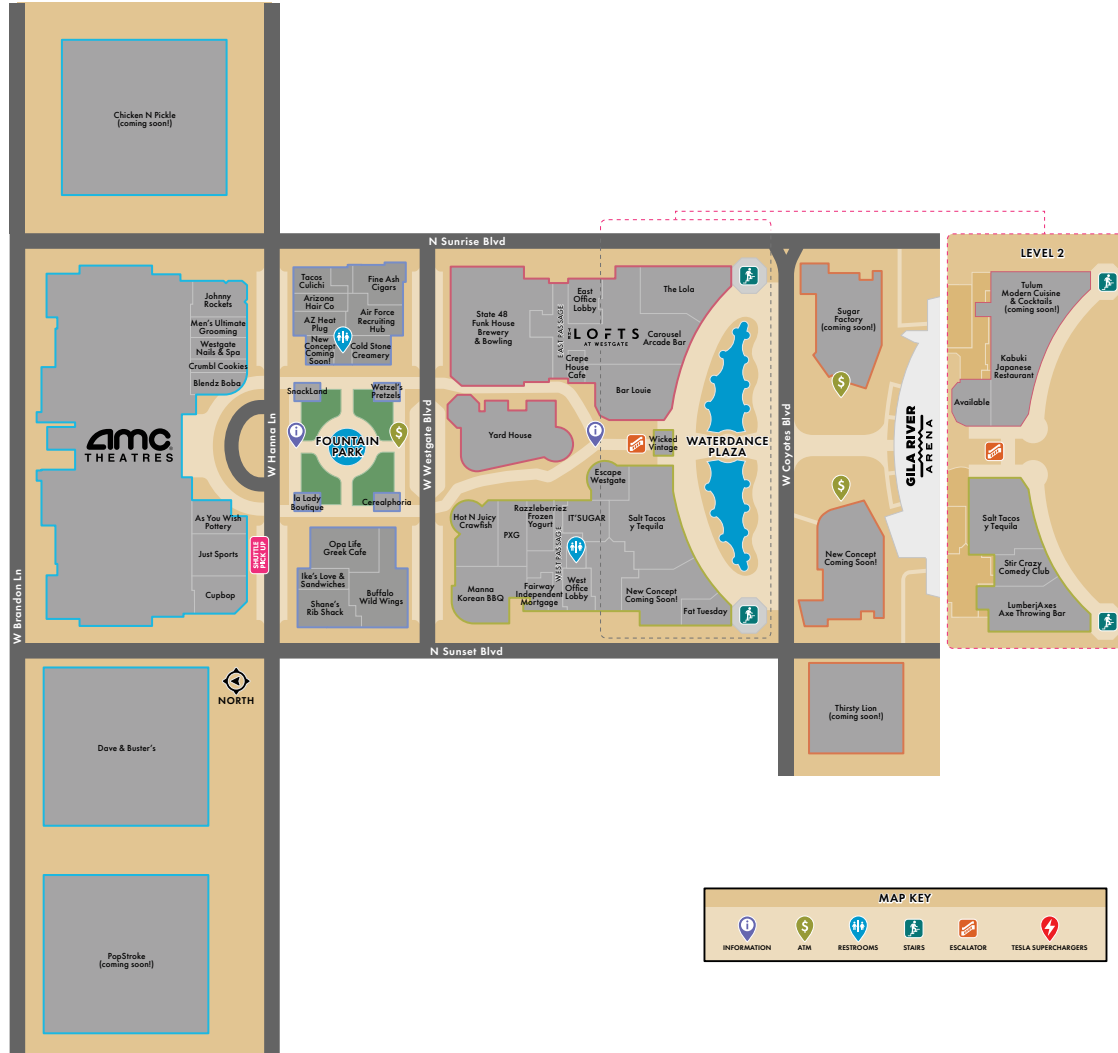 Chicken N Pickle
(coming soon!)
N Sunrise Blvd
LEVEL 2
Johnny
Rockets
Men's Ultimate
Grooming
Westgate
Nails & Spa
Crumbl Cookies
Blendz Boba
AMC
THEATRES
As You Wish
Pottery
Just Sports
Cupbop
SHUTTLE
PICK UP
W Brandon Ln
W Hanna Ln
Tacos
Culichi
Fine Ash
Cigars
Arizona
Hair Co
AZ Heat
Plug
Air Force
Recruiting
Hub
New
Concept
Coming
Soon!
Cold Stone
Creamery
SnackLand
Wetzel's
Pretzels
FOUNTAIN
PARK
la Lady
Boutique
Cerealphoria
Opa Life
Greek Cafe
Ike's Love &
Sandwiches
Shane's
Rib Shack
Buffalo
Wild Wings
W Westgate Blvd
State 48
Funk House
Brewery
& Bowling
EAST PASSAGE
East
Office
Lobby
THE
LOFTS
AT WESTGATE
Crepe
House
Cafe
The Lola
Carousel
Arcade Bar
Bar Louie
Yard House
Wicked
Vintage
WATERDANCE
PLAZA
Escape
Westgate
Hot N Juicy
Crawfish
PXG
Razzleberriez
Frozen
Yogurt
WEST PASSAGE
IT'SUGAR
Salt Tacos
y Tequila
Manna
Korean BBQ
Fairway
Independent
Mortgage
West
Office
Lobby
New Concept
Coming Soon!
Fat Tuesday
W Coyotes Blvd
Sugar
Factory
(coming soon!)
New Concept
Coming Soon!
GILA RIVER
ARENA
Tulum
Modern Cuisine
& Cocktails
(coming soon!)
Kabuki
Japanese
Restaurant
Available
Salt Tacos
y Tequila
Stir Crazy
Comedy Club
LumberjAxes
Axe Throwing Bar
N Sunset Blvd
NORTH
Dave & Buster's
PopStroke
(coming soon!)
Thirsty Lion
(coming soon!)
MAP KEY
INFORMATION
ATM
RESTROOMS
STAIRS
ESCALATOR
TESLA SUPERCHARGERS